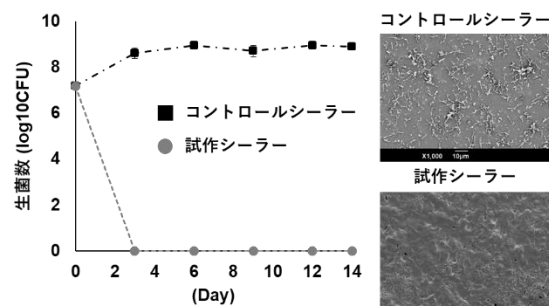 コントロールシーラー
10
8
6
4
2
0
生菌数 (log10CFU)
コントロールシーラー
試作シーラー
0 2 4 6 8 10 12 14
(Day)
X1,000 10μm
試作シーラー